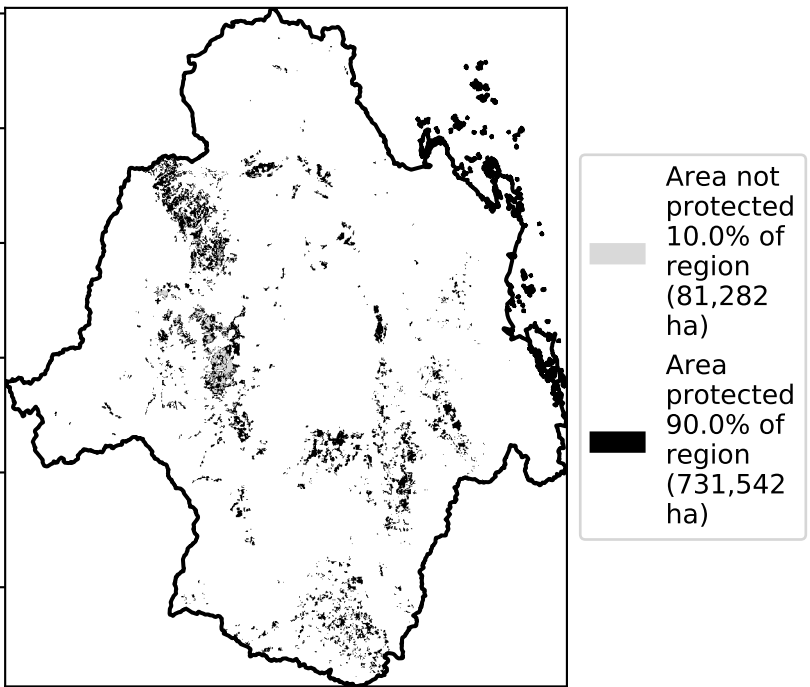 Area not
protected
10.0% of
region
(81,282
ha)
Area
protected
90.0% of
region
(731,542
ha)